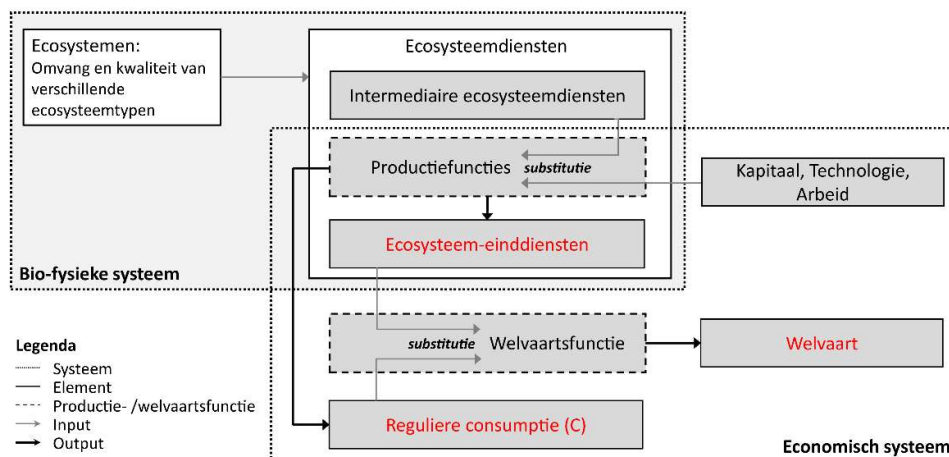 Ecosystemen:
Omvang en kwaliteit van
verschillende
ecosysteemtypen
Ecosysteemdiensten
Intermediaire ecosysteemdiensten
Productiefuncties substitutie
Kapitaal, Technologie,
Arbeid
Ecosysteem-einddiensten
Bio-fysieke systeem
substitutie Welvaartsfunctie
Welvaart
Reguliere consumptie (C)
Economisch systeem
Legenda
Systeem
Element
Productie- /welvaartsfunctie
Input
Output